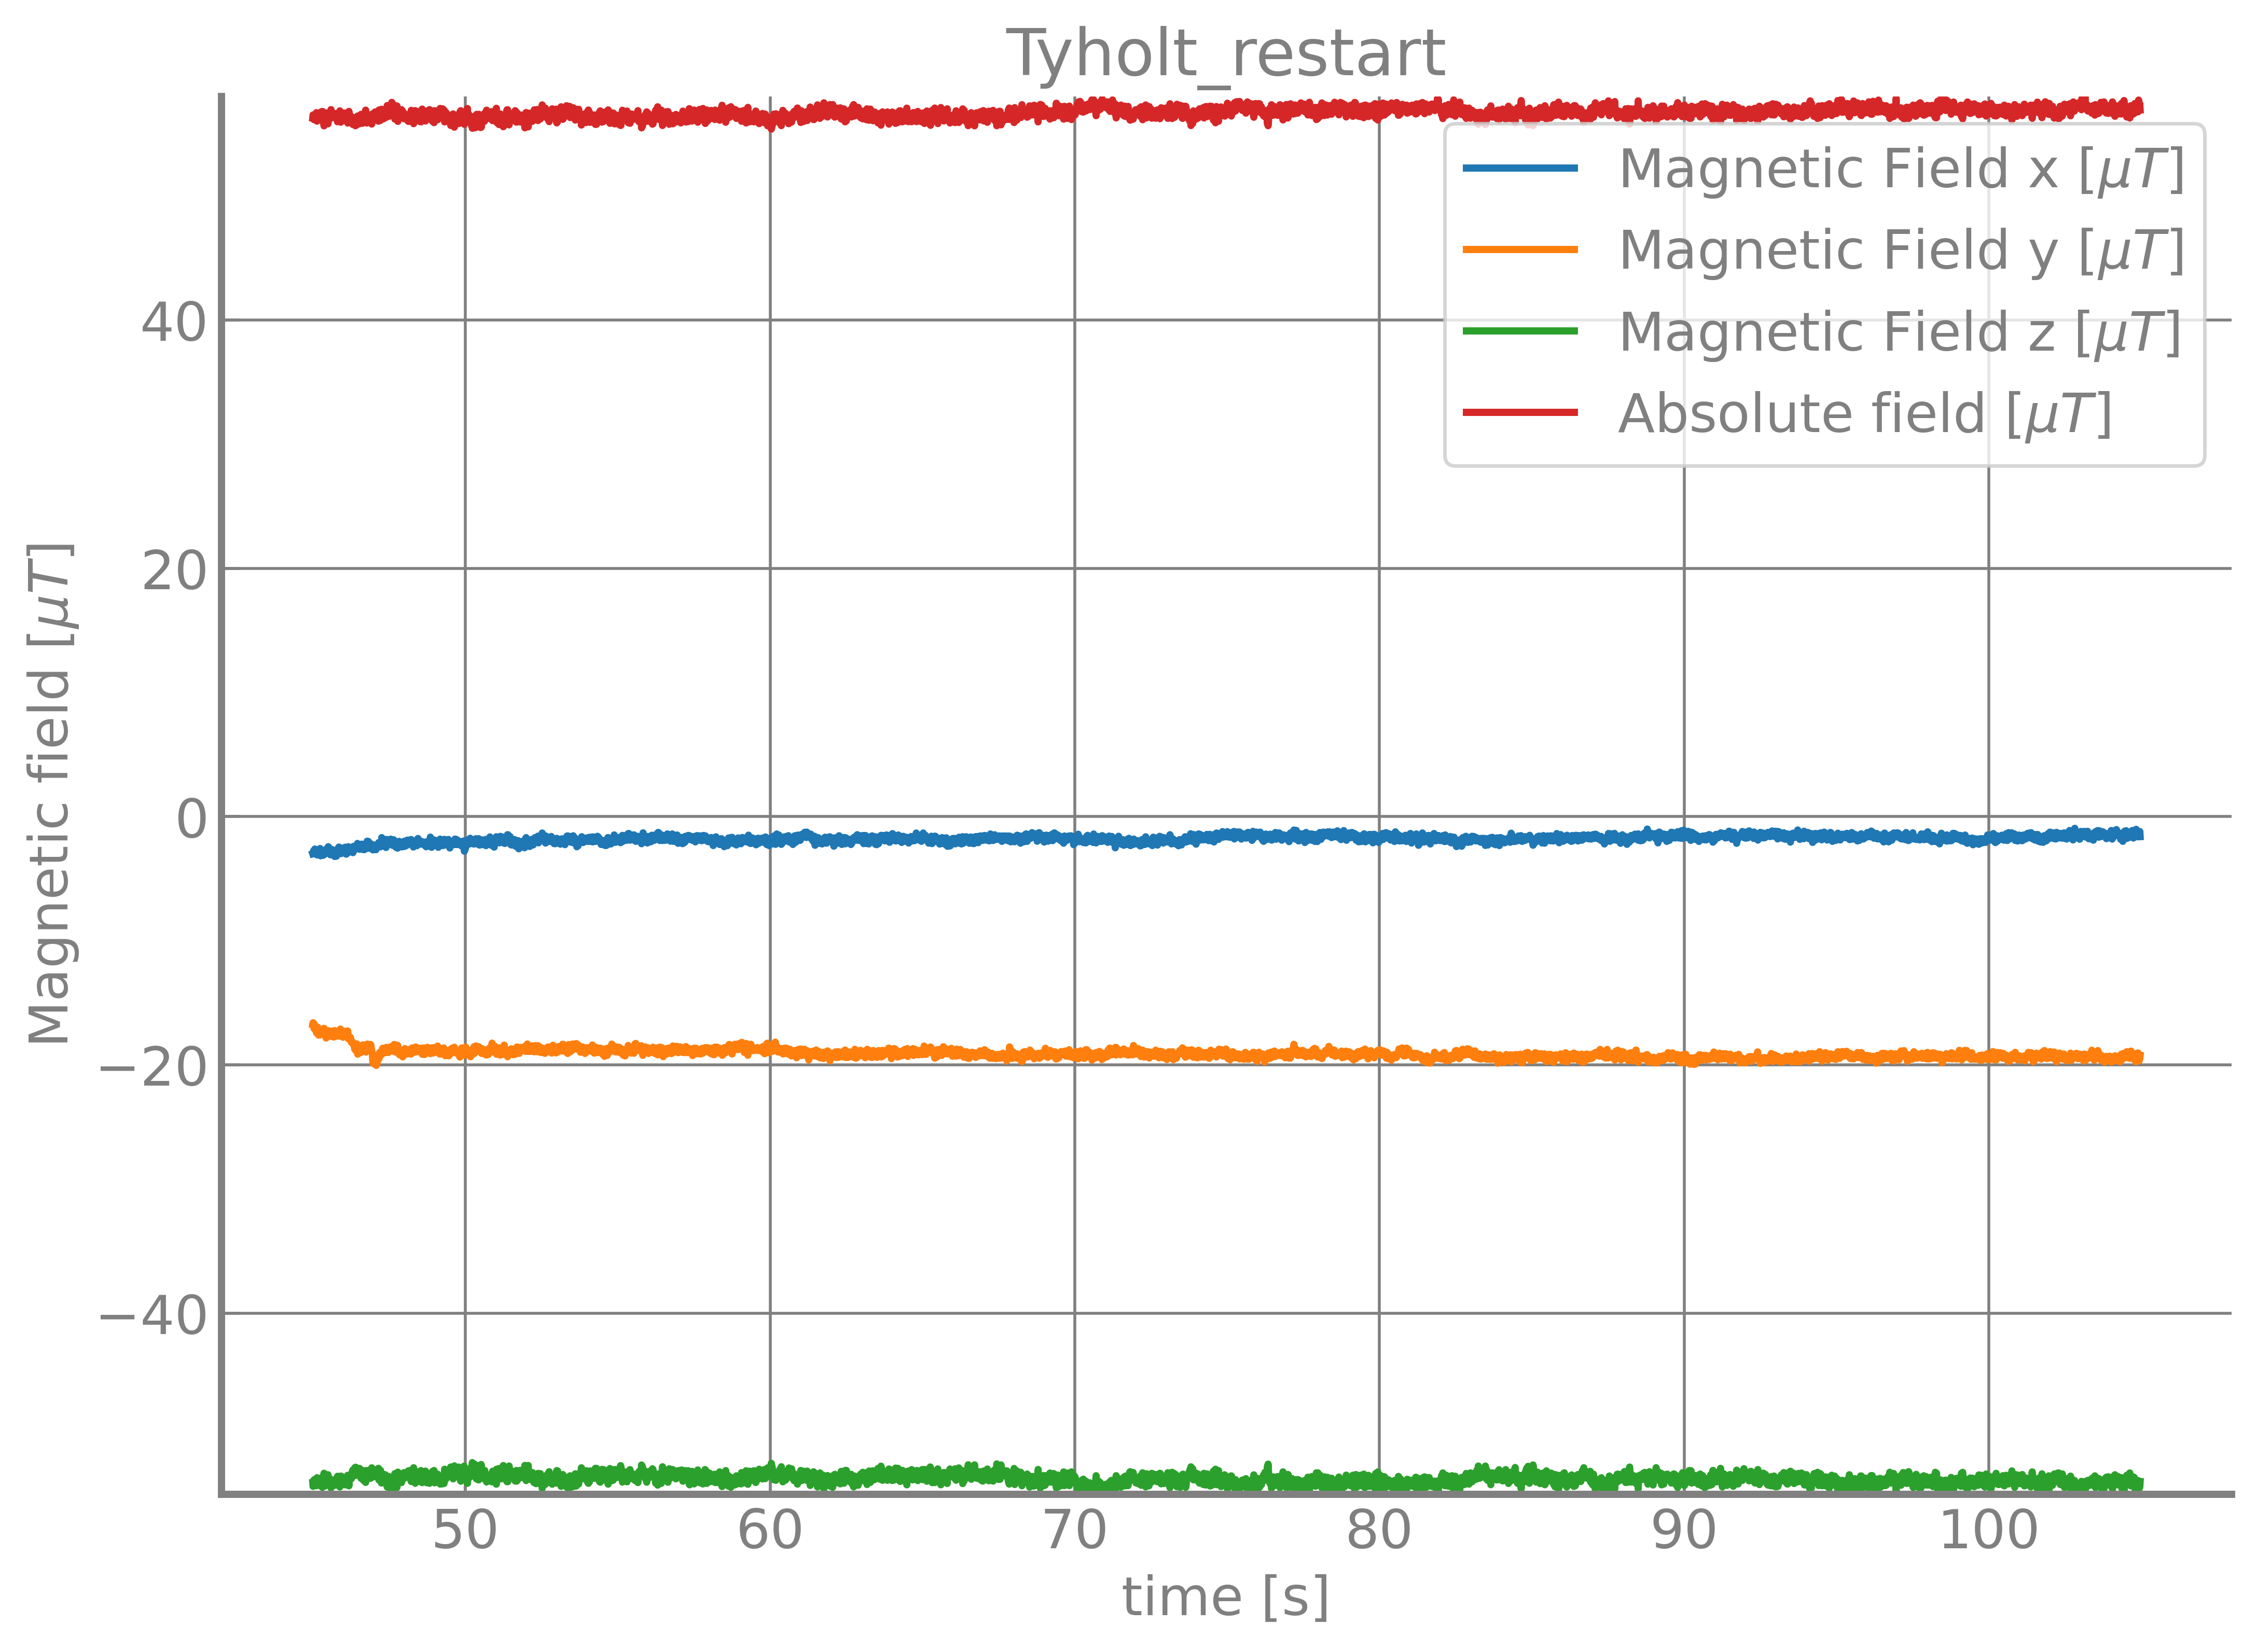 Tyholt_restart
Magnetic Field x [μT]
Magnetic Field y [μT]
Magnetic Field z [μT]
Absolute field [μT]
Magnetic field [μT]
40
20
0
−20
−40
50 60 70 80 90 100
time [s]